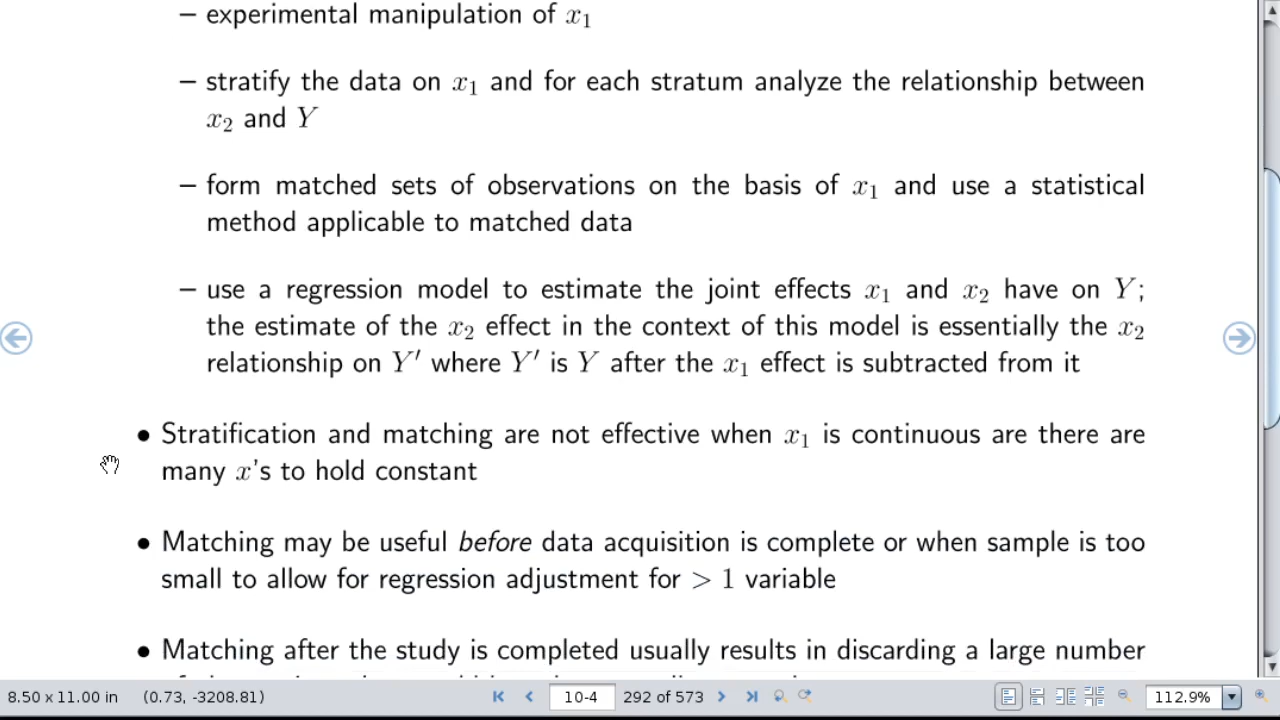 – experimental manipulation of x₁
– stratify the data on x₁ and for each stratum analyze the relationship between
x₂ and Y
– form matched sets of observations on the basis of x₁ and use a statistical
method applicable to matched data
– use a regression model to estimate the joint effects x₁ and x₂ have on Y;
the estimate of the x₂ effect in the context of this model is essentially the x₂
relationship on Y′ where Y′ is Y after the x₁ effect is subtracted from it
• Stratification and matching are not effective when x₁ is continuous are there are
many x's to hold constant
• Matching may be useful before data acquisition is complete or when sample is too
small to allow for regression adjustment for > 1 variable
• Matching after the study is completed usually results in discarding a large number
8.50 x 11.00 in (0.73, -3208.81) 10-4 292 of 573 112.9%